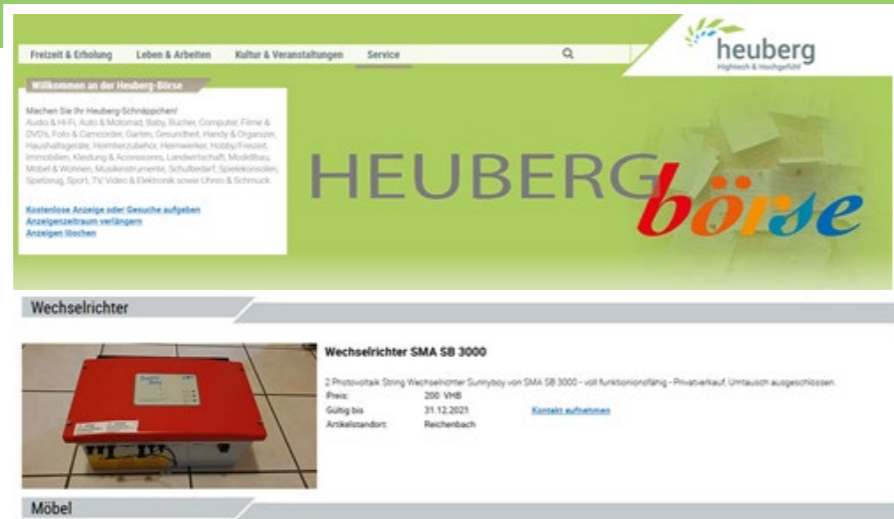 heuberg
Hightech & Hochgefühl
Freizeit & Erholung Leben & Arbeiten Kultur & Veranstaltungen Service
Willkommen an der Heuberg-Börse
Machen Sie Ihr Heuberg-Schnäppchen!
Audio & Hi-Fi, Auto & Motorrad, Baby, Bücher, Computer, Filme &
DVD's, Foto & Camcorder, Garten, Gesundheit, Handy & Organizer,
Haushaltsgeräte, Heimtierzubehör, Heimwerker, Hobby/Freizeit,
Immobilien, Kleidung & Accessoires, Landwirtschaft, Modellbau,
Möbel & Wohnen, Musikinstrumente, Schulbedarf, Spielekonsolen,
Spielzeug, Sport, TV, Video & Elektronik sowie Uhren & Schmuck.
Kostenlose Anzeige oder Gesuche aufgeben
Anzeigenzeitraum verlängern
Anzeigen löschen
HEUBERG
börse
Wechselrichter
Wechselrichter SMA SB 3000
2 Photovoltaik String Wechselrichter Sunnyboy von SMA SB 3000 - voll funktionionsfähig - Privatverkauf, Umtausch ausgeschlossen.
Preis: 200 VHB
Gültig bis 31.12.2021 Kontakt aufnehmen
Artikelstandort: Reichenbach
Möbel